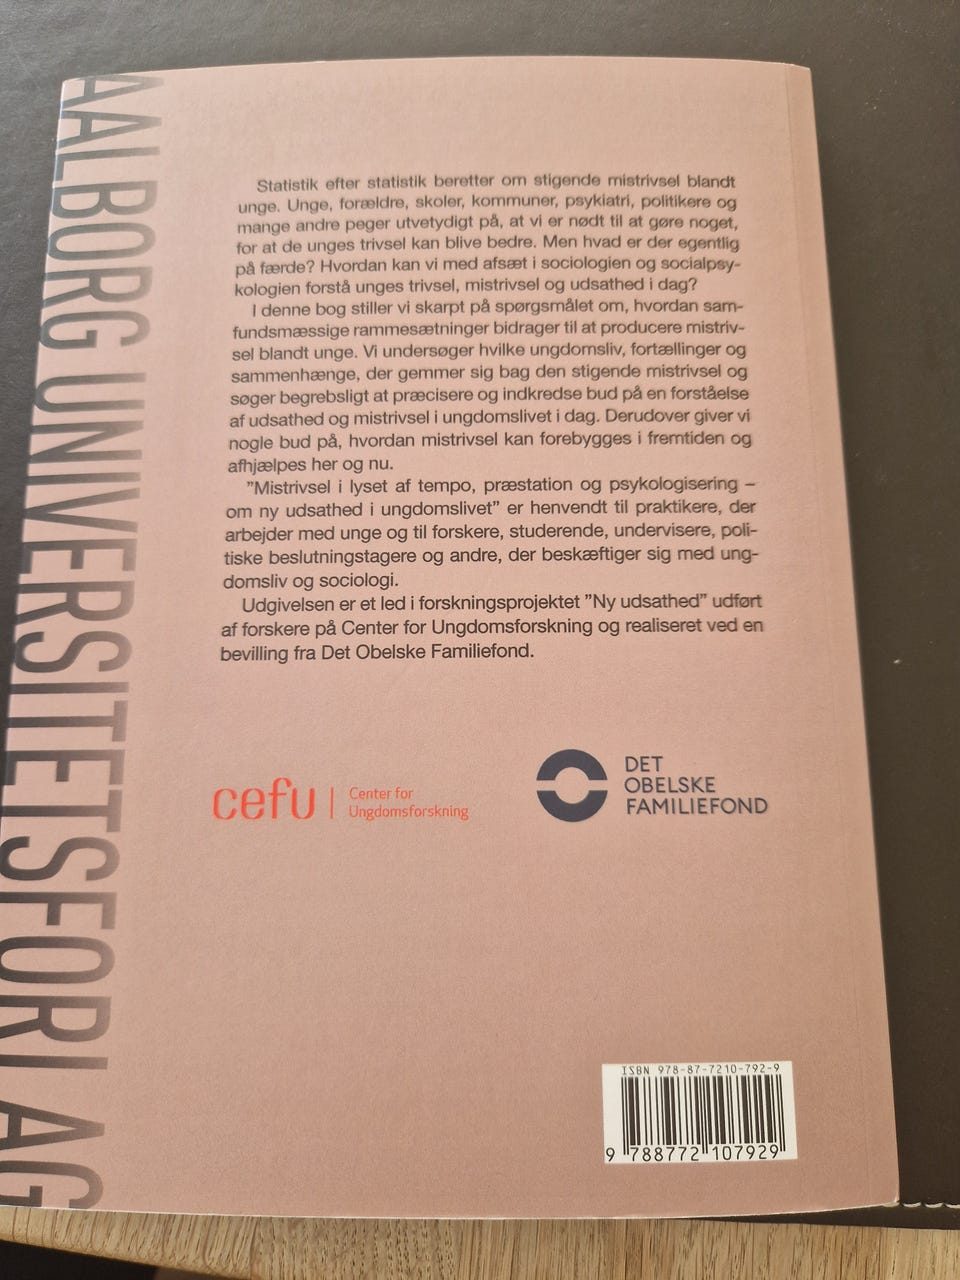 AALBORG UNIVERSITETSFORLAG
Statistik efter statistik beretter om stigende mistrivsel blandt
unge. Unge, forældre, skoler, kommuner, psykiatri, politikere og
mange andre peger utvetydigt på, at vi er nødt til at gøre noget,
for at de unges trivsel kan blive bedre. Men hvad er der egentlig
på færde? Hvordan kan vi med afsæt i sociologien og socialpsy-
kologien forstå unges trivsel, mistrivsel og udsathed i dag?
I denne bog stiller vi skarpt på spørgsmålet om, hvordan sam-
fundsmæssige rammesætninger bidrager til at producere mistriv-
sel blandt unge. Vi undersøger hvilke ungdomsliv, fortællinger og
sammenhænge, der gemmer sig bag den stigende mistrivsel og
søger begrebsligt at præcisere og indkredse bud på en forståelse
af udsathed og mistrivsel i ungdomslivet i dag. Derudover giver vi
nogle bud på, hvordan mistrivsel kan forebygges i fremtiden og
afhjælpes her og nu.
”Mistrivsel i lyset af tempo, præstation og psykologisering –
om ny udsathed i ungdomslivet” er henvendt til praktikere, der
arbejder med unge og til forskere, studerende, undervisere, poli-
tiske beslutningstagere og andre, der beskæftiger sig med ung-
domsliv og sociologi.
Udgivelsen er et led i forskningsprojektet ”Ny udsathed” udført
af forskere på Center for Ungdomsforskning og realiseret ved en
bevilling fra Det Obelske Familiefond.
cefu
Center for
Ungdomsforskning
DET
OBELSKE
FAMILIEFOND
ISBN 978-87-7210-792-9
9 788772 107929